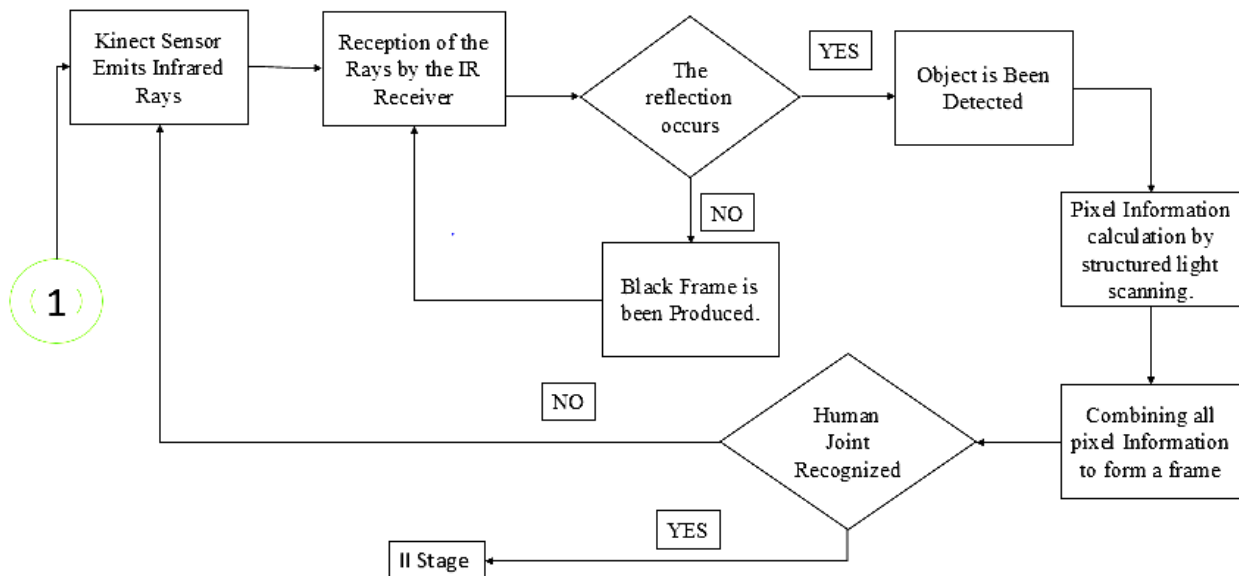 Kinect Sensor
Emits Infrared
Rays
Reception of the
Rays by the IR
Receiver
The
reflection
occurs
YES
Object is Been
Detected
NO
Pixel Information
calculation by
structured light
scanning.
(1)
Black Frame is
been Produced.
NO
Human
Joint
Recognized
Combining all
pixel Information
to form a frame
YES
II Stage